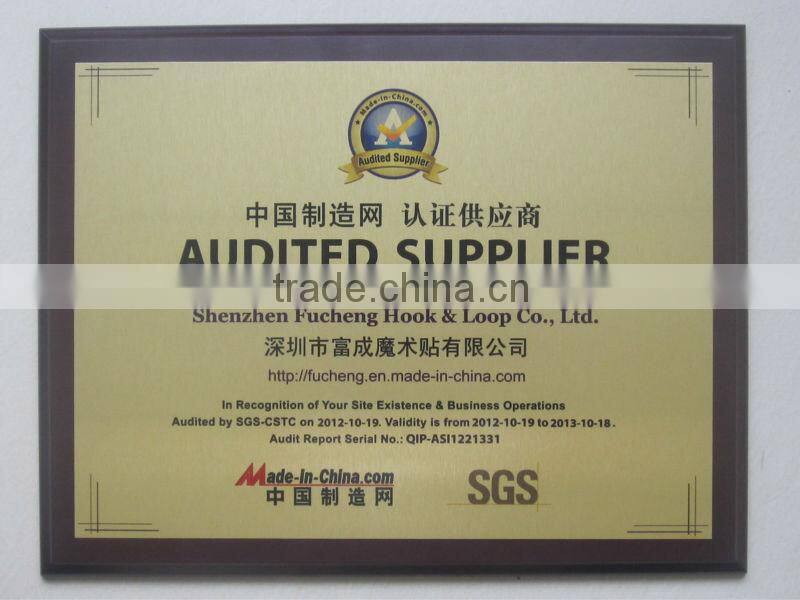 Made-in-China.com
A
Audited Supplier
中国制造网 认证供应商
AUDITED SUPPLIER
trade.china.cn
Shenzhen Fucheng Hook & Loop Co., Ltd.
深圳市富成魔术贴有限公司
http://fucheng.en.made-in-china.com
In Recognition of Your Site Existence & Business Operations
Audited by SGS-CSTC on 2012-10-19. Validity is from 2012-10-19 to 2013-10-18.
Audit Report Serial No.: QIP-ASI1221331
Made-in-China.com
中国制造网
SGS